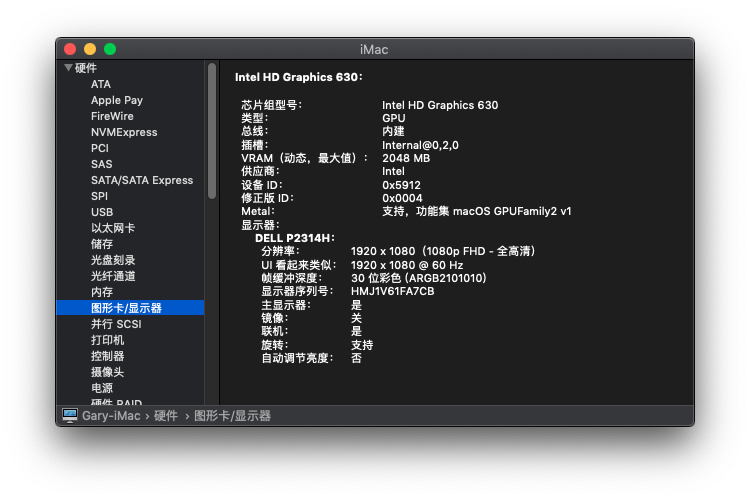 iMac
硬件
ATA
Apple Pay
FireWire
NVMExpress
PCI
SAS
SATA/SATA Express
SPI
USB
以太网卡
储存
光盘刻录
光纤通道
内存
图形卡/显示器
并行 SCSI
打印机
控制器
摄像头
电源
硬件 RAID
Intel HD Graphics 630：
芯片组型号： Intel HD Graphics 630
类型： GPU
总线： 内建
插槽： Internal@0,2,0
VRAM（动态，最大值）： 2048 MB
供应商： Intel
设备 ID： 0x5912
修正版 ID： 0x0004
Metal： 支持，功能集 macOS GPUFamily2 v1
显示器：
DELL P2314H：
分辨率： 1920 x 1080（1080p FHD - 全高清）
UI 看起来类似： 1920 x 1080 @ 60 Hz
帧缓冲深度： 30 位彩色 (ARGB2101010)
显示器序列号： HMJ1V61FA7CB
主显示器： 是
镜像： 关
联机： 是
旋转： 支持
自动调节亮度： 否
Gary-iMac › 硬件 › 图形卡/显示器